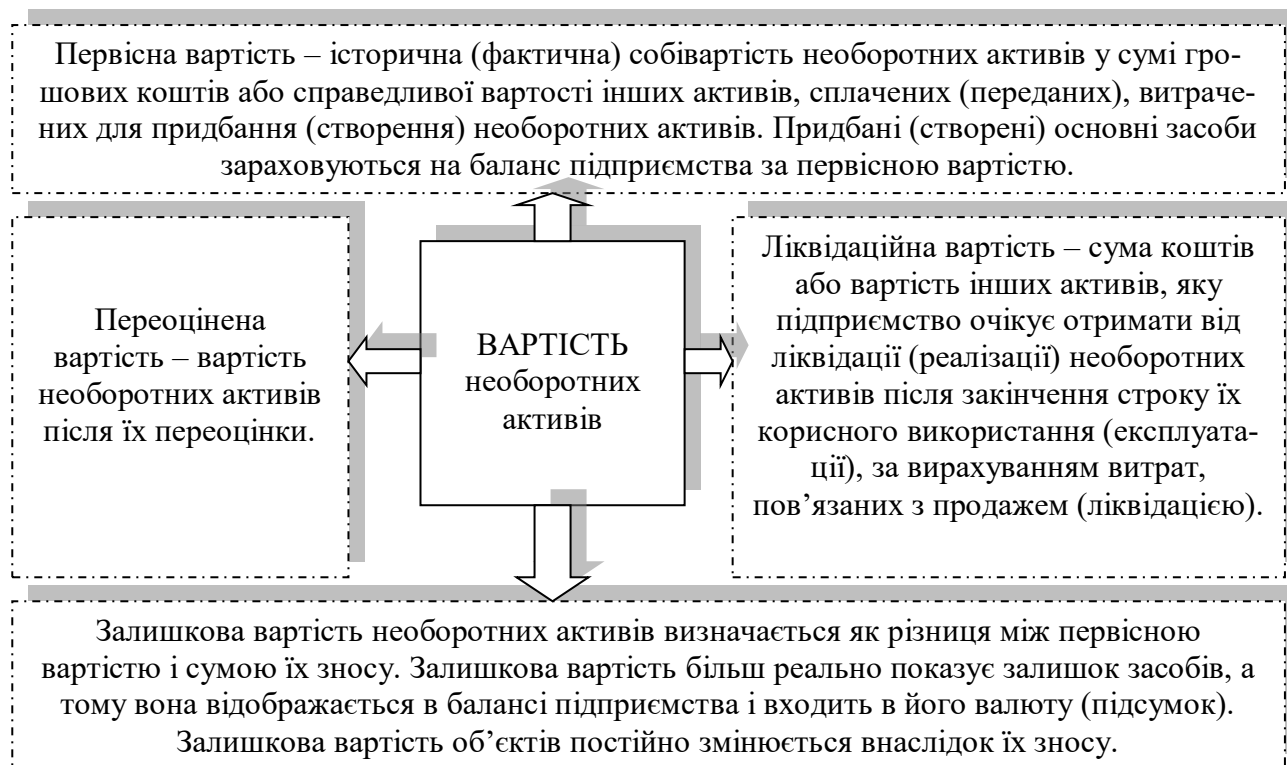 Первісна вартість – історична (фактична) собівартість необоротних активів у сумі гро-
шових коштів або справедливої вартості інших активів, сплачених (переданих), витраче-
них для придбання (створення) необоротних активів. Придбані (створені) основні засоби
зараховуються на баланс підприємства за первісною вартістю.
Переоцінена
вартість – вартість
необоротних активів
після їх переоцінки.
ВАРТІСТЬ
необоротних
активів
Ліквідаційна вартість – сума коштів
або вартість інших активів, яку
підприємство очікує отримати від
ліквідації (реалізації) необоротних
активів після закінчення строку їх
корисного використання (експлуата-
ції), за вирахуванням витрат,
пов’язаних з продажем (ліквідацією).
Залишкова вартість необоротних активів визначається як різниця між первісною
вартістю і сумою їх зносу. Залишкова вартість більш реально показує залишок засобів, а
тому вона відображається в балансі підприємства і входить в його валюту (підсумок).
Залишкова вартість об’єктів постійно змінюється внаслідок їх зносу.